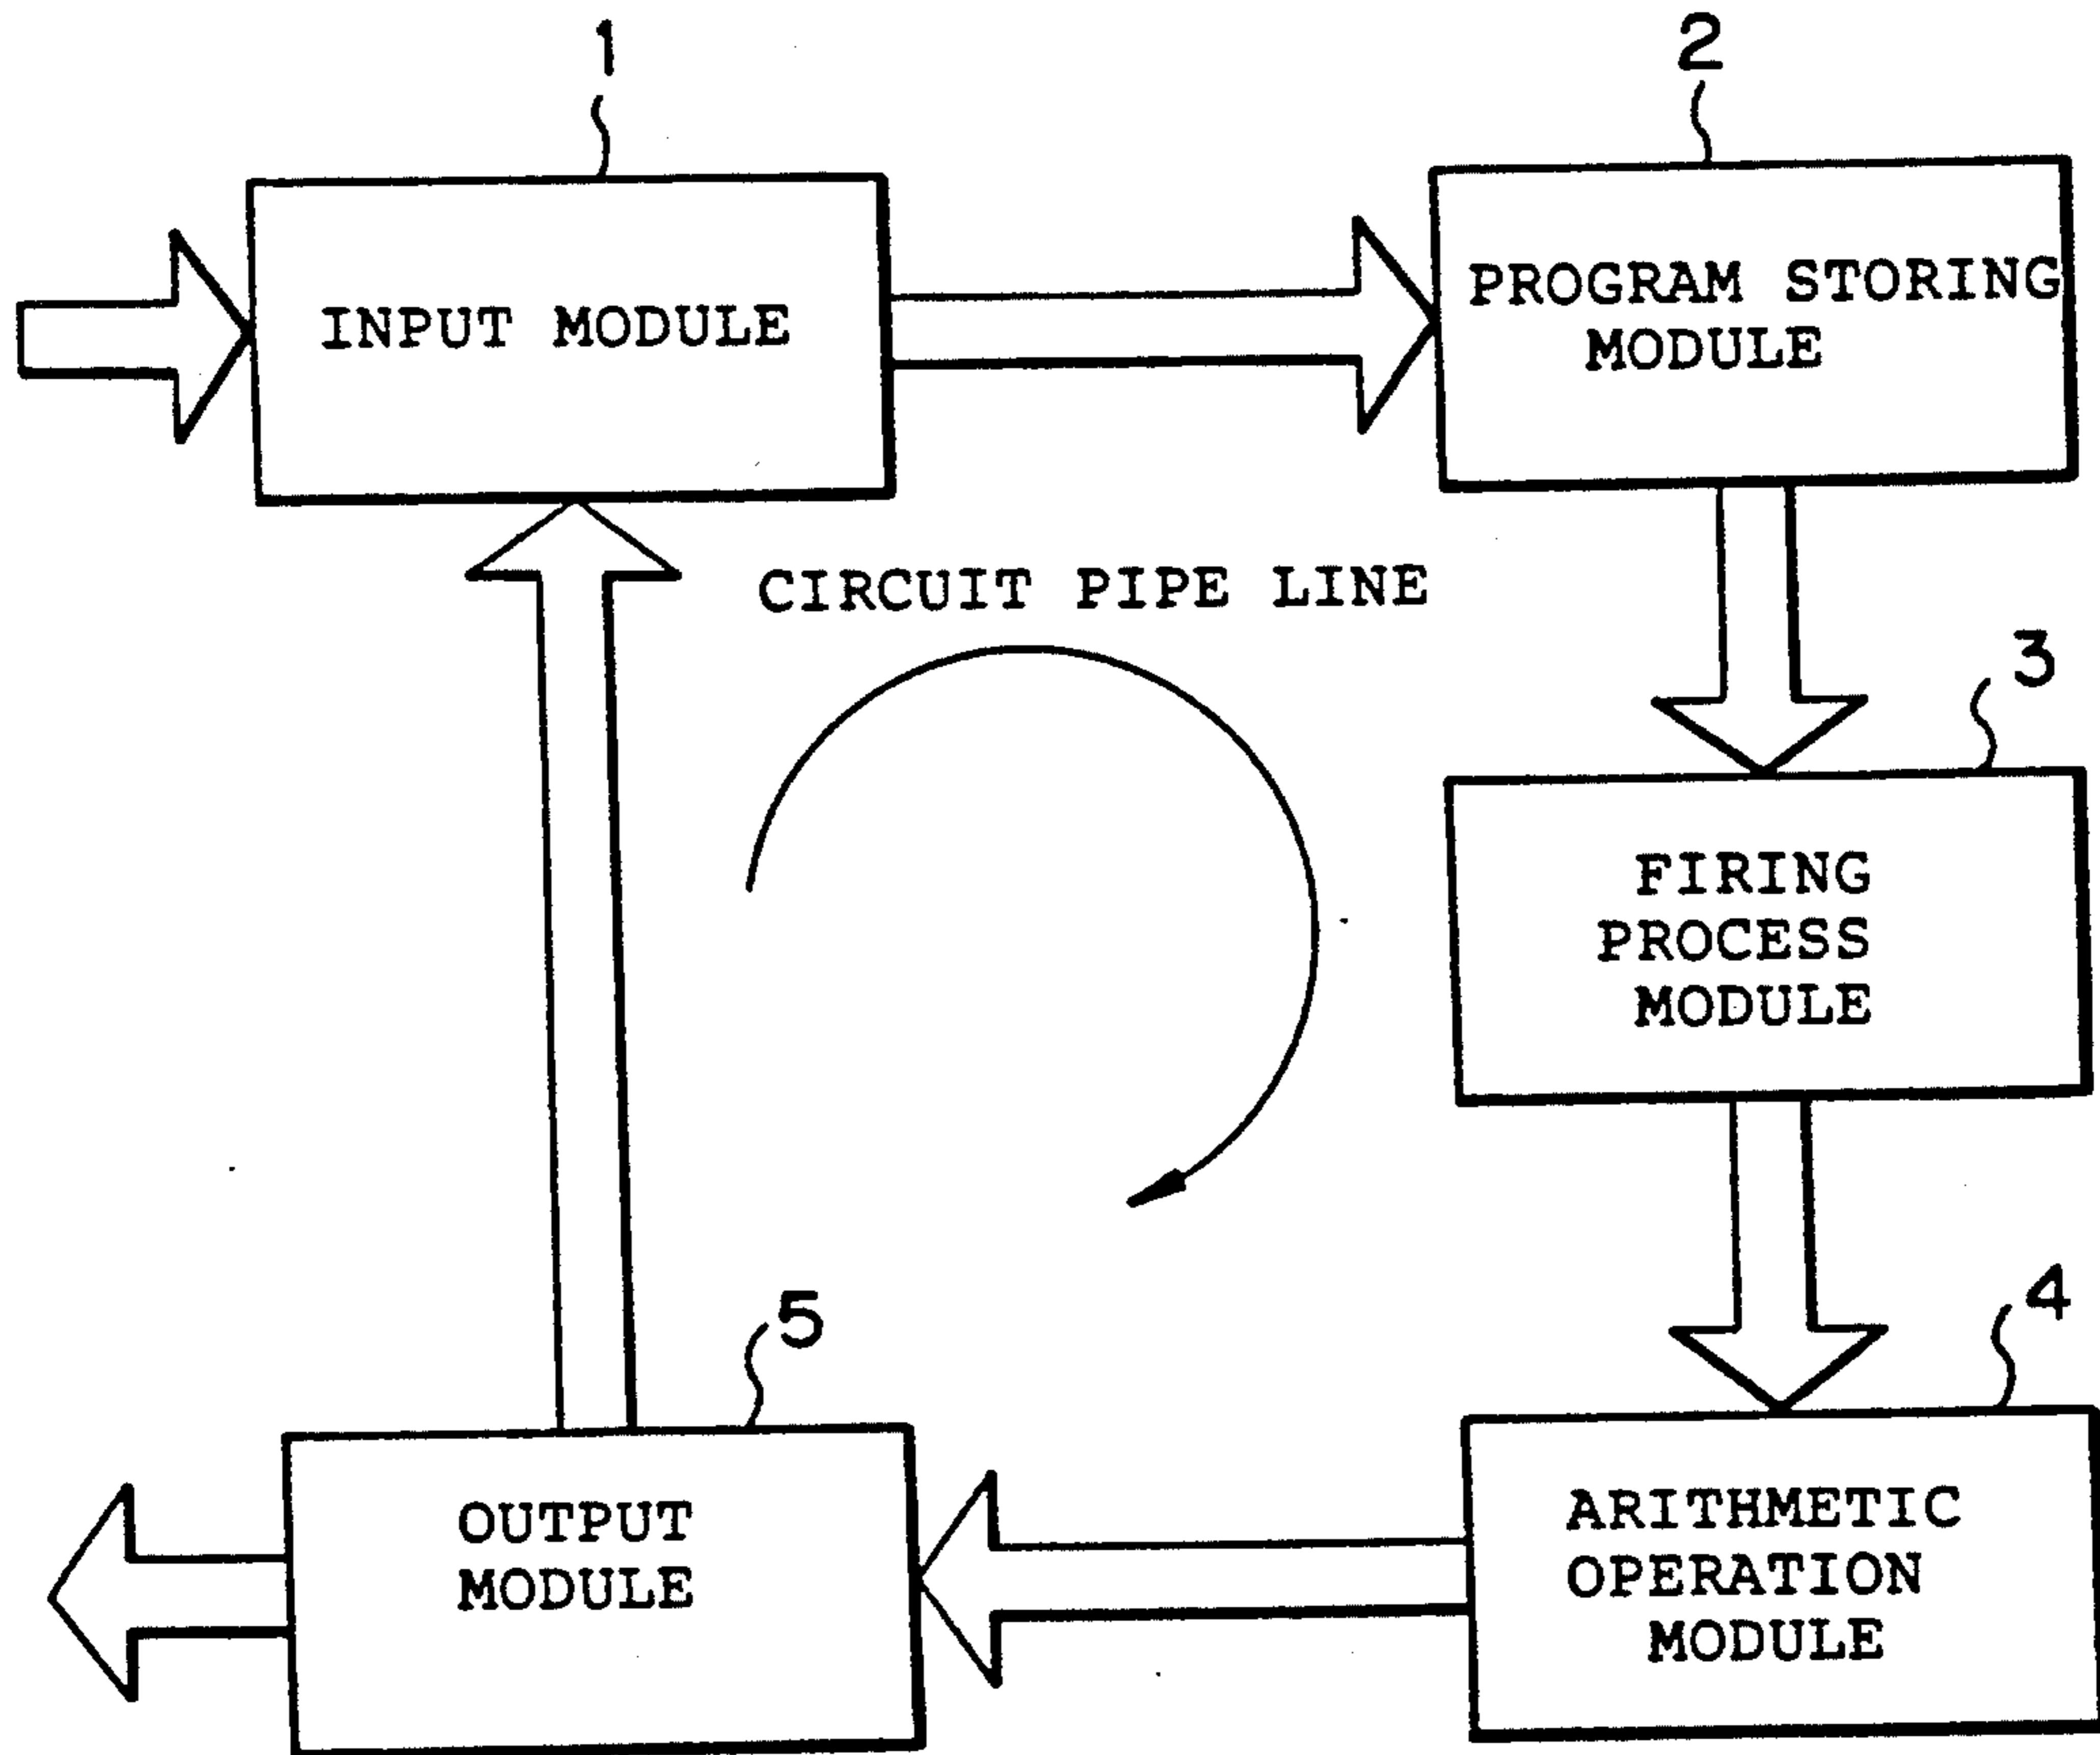 1
2
INPUT MODULE
PROGRAM STORING
MODULE
CIRCUIT PIPE LINE
3
FIRING
PROCESS
MODULE
5
4
OUTPUT
MODULE
ARITHMETIC
OPERATION
MODULE